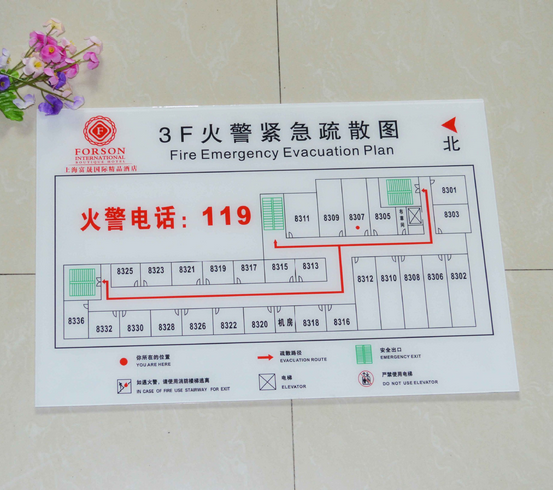 FORSON
INTERNATIONAL
BOUTIQUE HOTEL
上海富晟国际精品酒店
3F火警紧急疏散图
Fire Emergency Evacuation Plan
北
火警电话：119
8311
8309
8307
8305
8301
8303
8325
8323
8321
8319
8317
8315
8313
8312
8310
8308
8306
8302
8336
8332
8330
8328
8322
8320
机房
8318
8316
你所在的位置
YOU ARE HERE
疏散路径
EVACUATION ROUTE
安全出口
EMERGENCY EXIT
如遇火警，请使用消防楼梯逃离
IN CASE OF FIRE USE STAIRWAY FOR EXIT
电梯
ELEVATOR
严禁使用电梯
DO NOT USE ELEVATOR